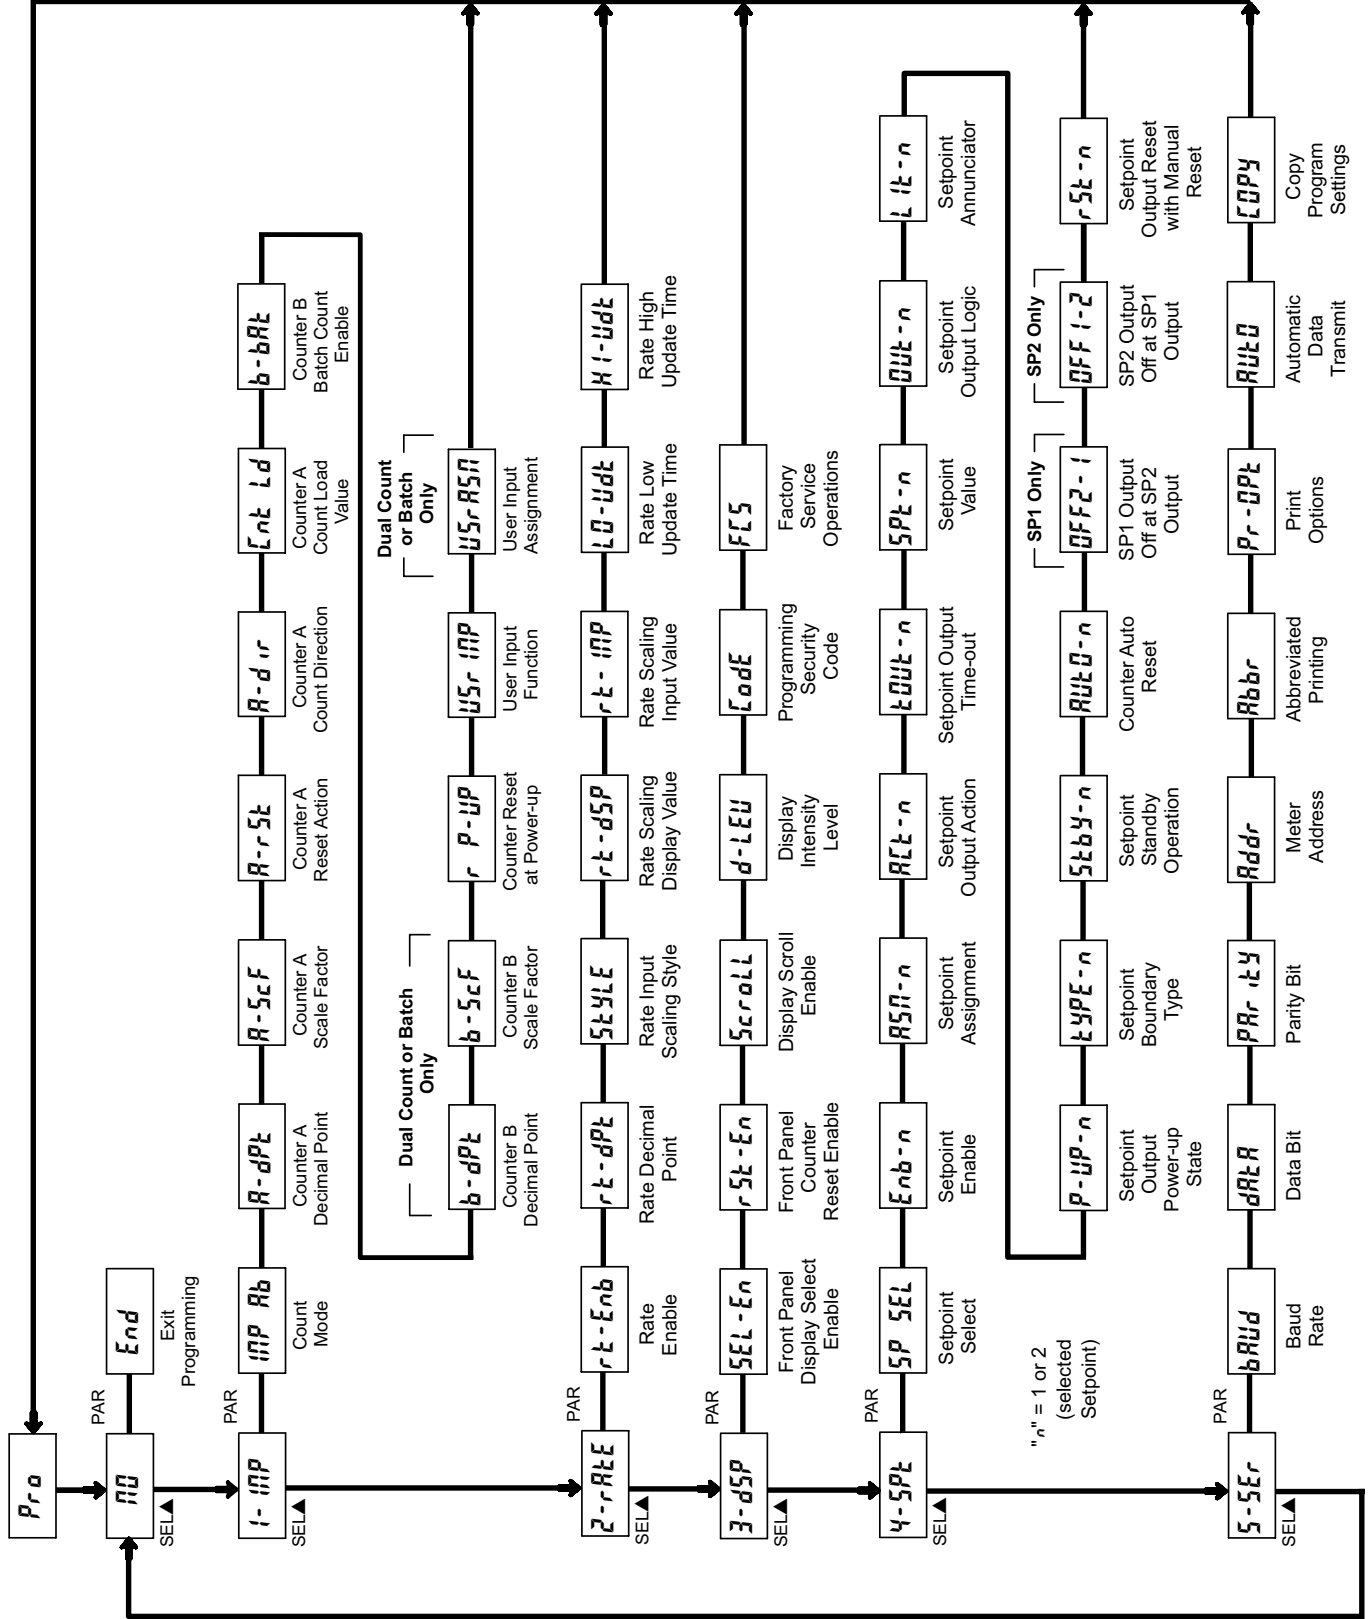 Pro
NO
PAR
End
Exit
Programming
SEL▲
1-INP
PAR
INP Ab
Count
Mode
A-dPt
Counter A
Decimal Point
A-ScF
Counter A
Scale Factor
A-rSt
Counter A
Reset Action
A-dir
Counter A
Count Direction
Cnt Ld
Counter A
Count Load
Value
b-bAt
Counter B
Batch Count
Enable
SEL▲
Dual Count or Batch
Only
b-dPt
Counter B
Decimal Point
b-ScF
Counter B
Scale Factor
r P-UP
Counter Reset
at Power-up
USr INP
User Input
Function
Dual Count
or Batch
Only
USrASN
User Input
Assignment
2-rAtE
PAR
rt-Enb
Rate
Enable
rt-dPt
Rate Decimal
Point
StYLE
Rate Input
Scaling Style
rt-dSP
Rate Scaling
Display Value
rt-INP
Rate Scaling
Input Value
LO-Udt
Rate Low
Update Time
HI-Udt
Rate High
Update Time
SEL▲
3-dSP
PAR
SEL-En
Front Panel
Display Select
Enable
rSt-En
Front Panel
Counter
Reset Enable
ScroLL
Display Scroll
Enable
d-LEV
Display
Intensity
Level
CodE
Programming
Security
Code
FCS
Factory
Service
Operations
SEL▲
4-SPt
PAR
SP SEL
Setpoint
Select
Enb-n
Setpoint
Enable
ASN-n
Setpoint
Assignment
ACt-n
Setpoint
Output Action
tOUt-n
Setpoint Output
Time-out
SPt-n
Setpoint
Value
OUt-n
Setpoint
Output Logic
LIt-n
Setpoint
Annunciator
SEL▲
"n" = 1 or 2
(selected
Setpoint)
P-UP-n
Setpoint
Output
Power-up
State
tYPE-n
Setpoint
Boundary
Type
StbY-n
Setpoint
Standby
Operation
AUtO-n
Counter Auto
Reset
SP1 Only
OFF2-1
SP1 Output
Off at SP2
Output
SP2 Only
OFF1-2
SP2 Output
Off at SP1
Output
rSt-n
Setpoint
Output Reset
with Manual
Reset
5-SEr
PAR
bAUd
Baud
Rate
dAtA
Data Bit
PAritY
Parity Bit
Addr
Meter
Address
Abbr
Abbreviated
Printing
Pr-OPt
Print
Options
AUtO
Automatic
Data
Transmit
COPY
Copy
Program
Settings
SEL▲